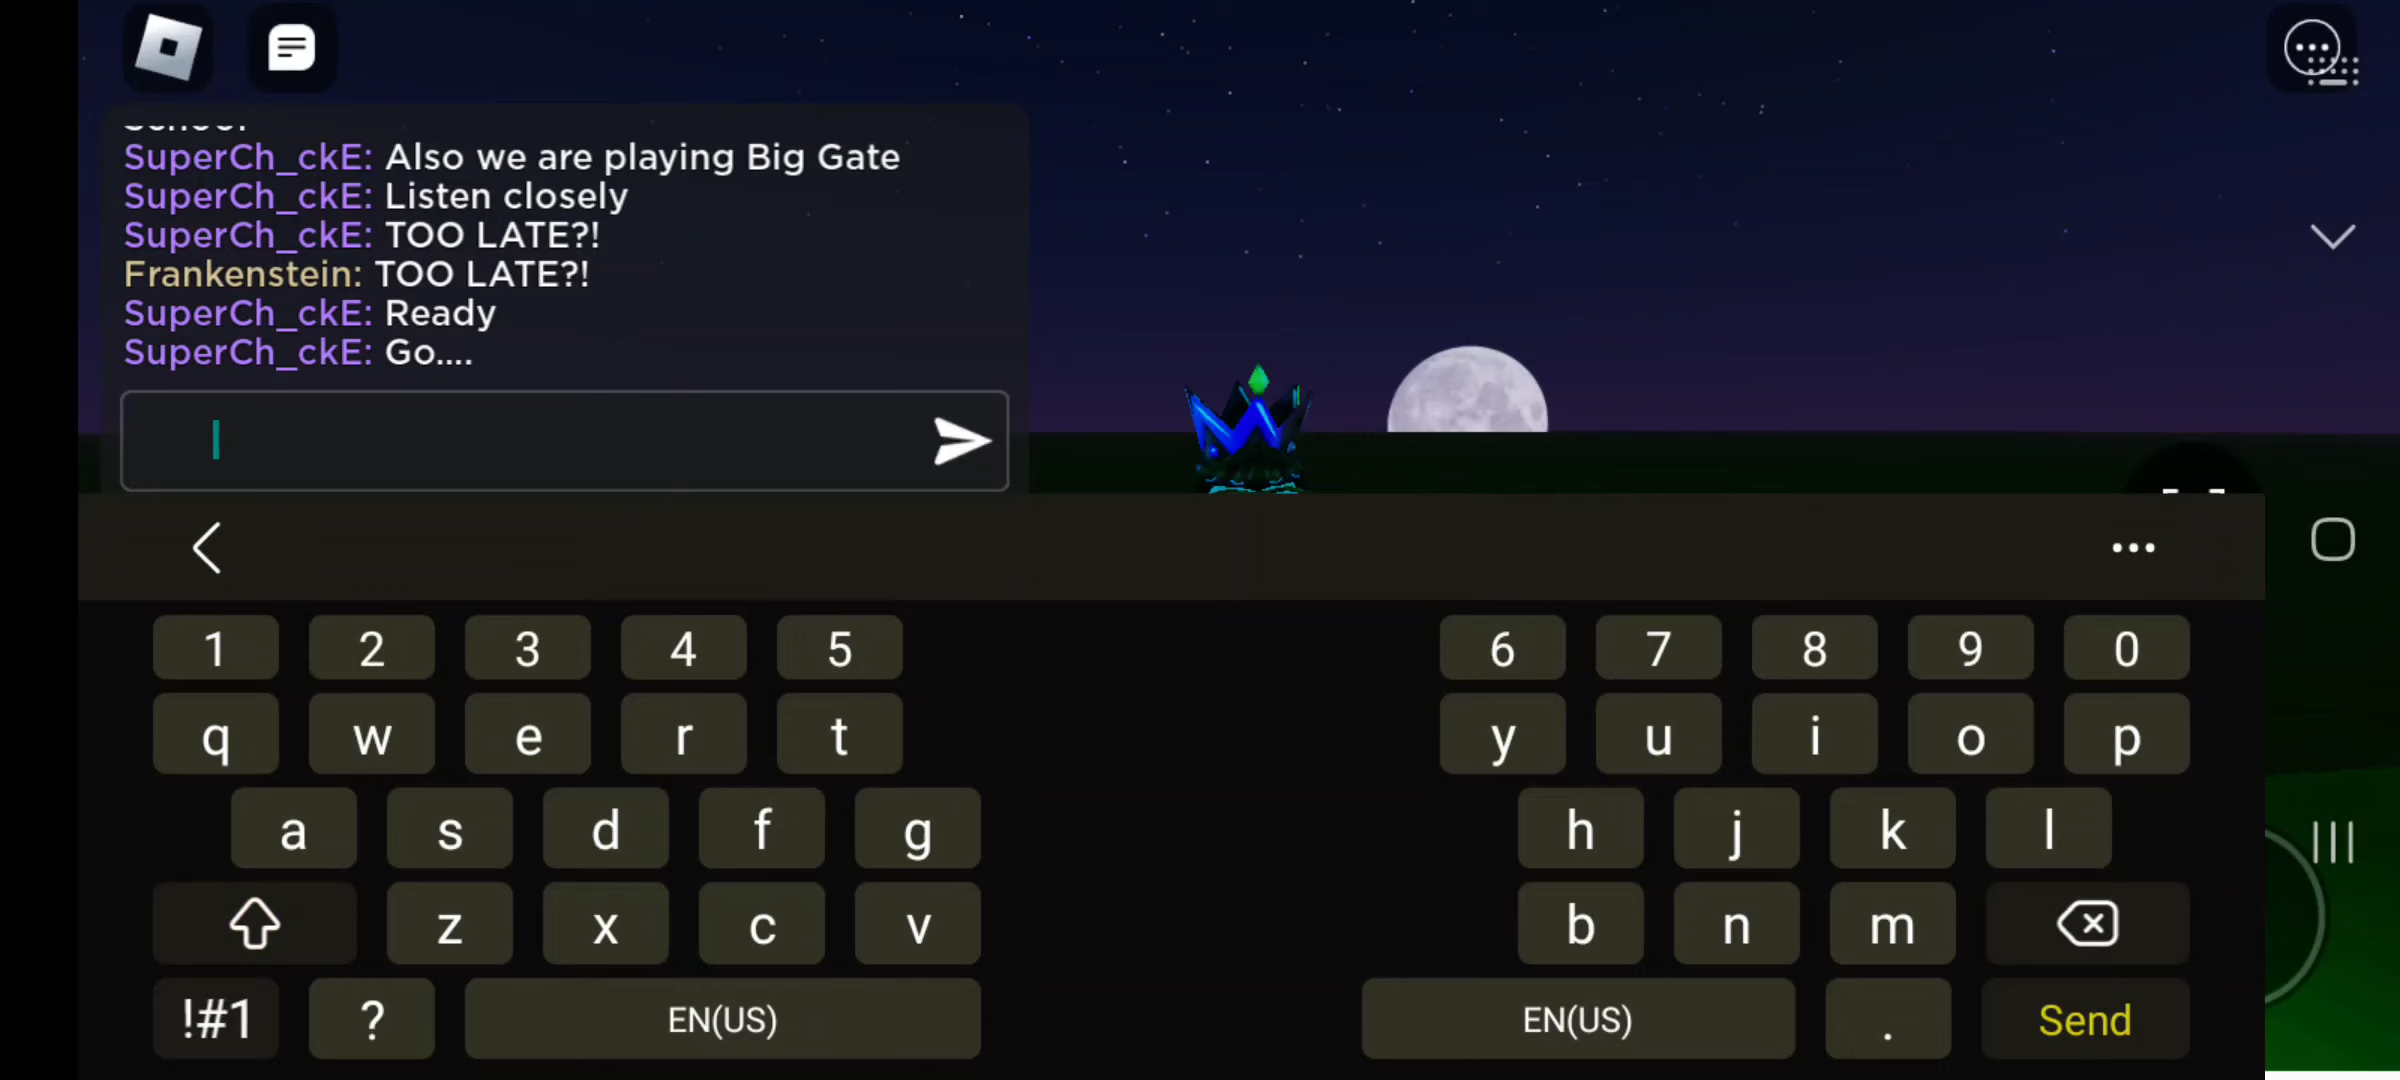 SuperCh_ckE: Also we are playing Big Gate
SuperCh_ckE: Listen closely
SuperCh_ckE: TOO LATE?!
Frankenstein: TOO LATE?!
SuperCh_ckE: Ready
SuperCh_ckE: Go....
1 2 3 4 5 6 7 8 9 0
q w e r t y u i o p
a s d f g h j k l
z x c v b n m
!#1 ? EN(US) EN(US) . Send